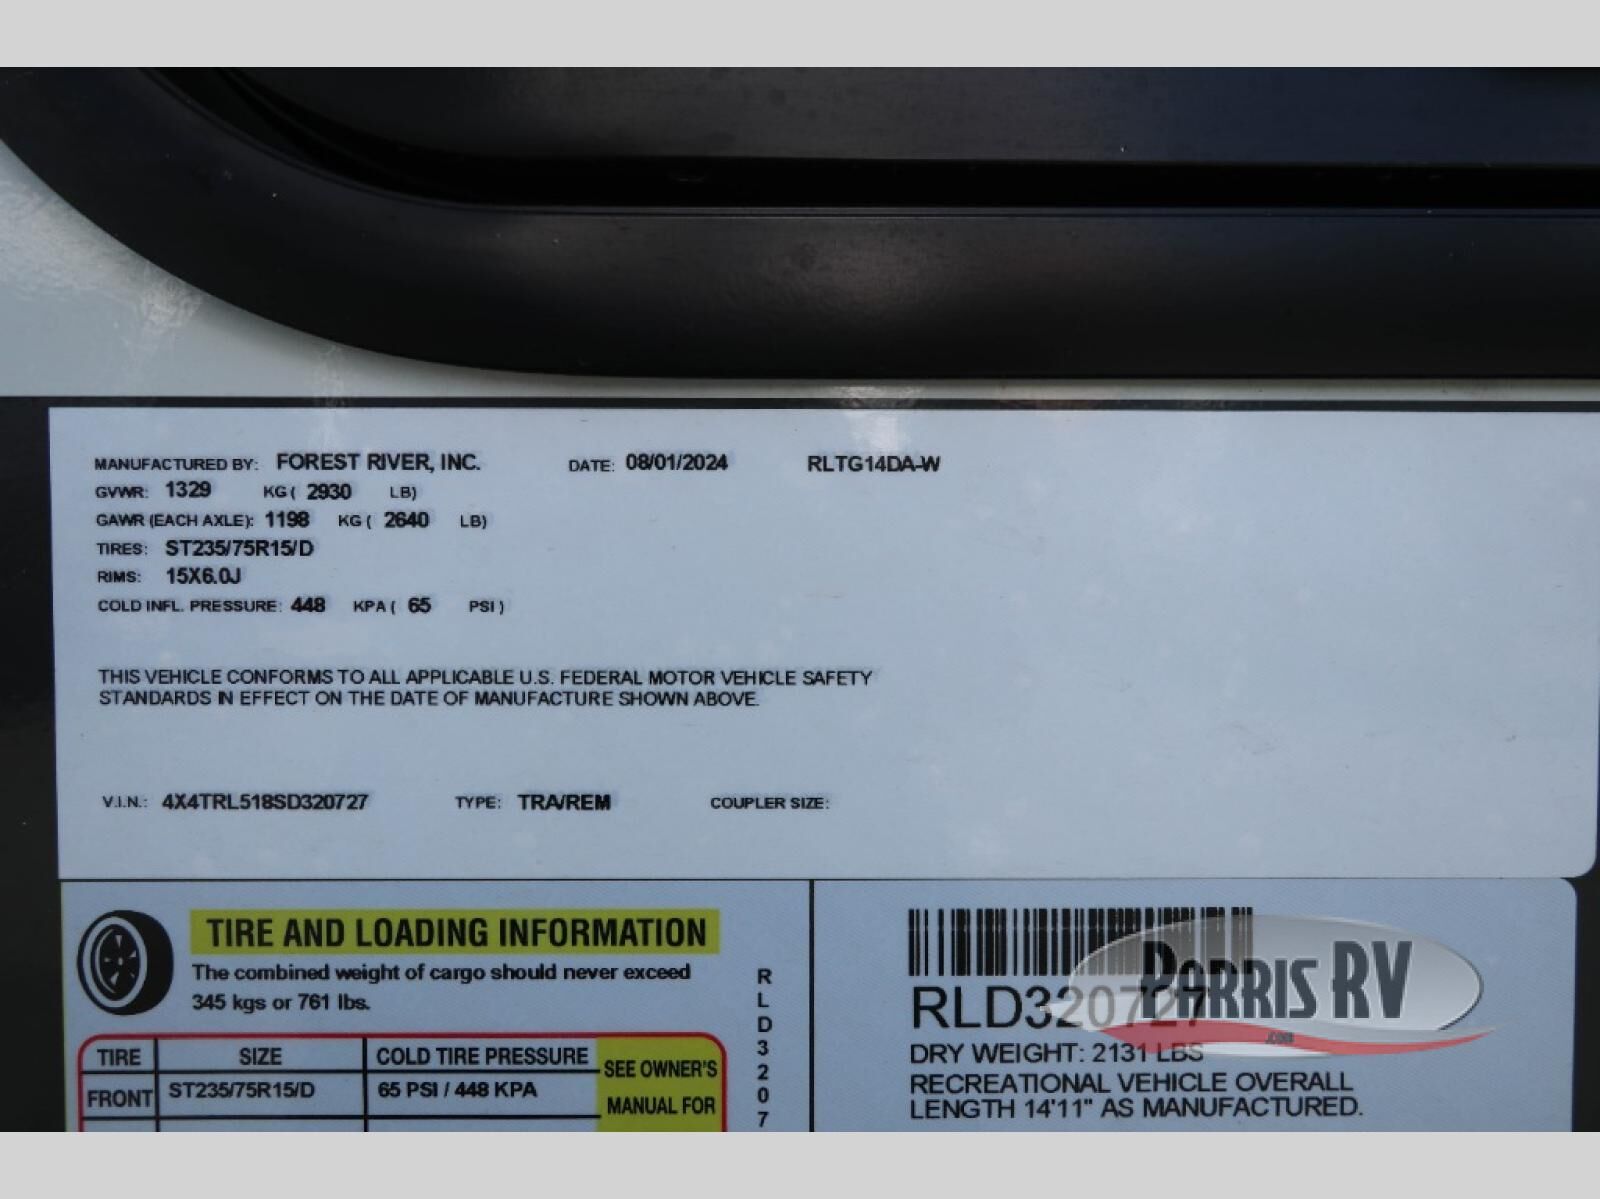 MANUFACTURED BY: FOREST RIVER, INC. DATE: 08/01/2024 RLTG14DA-W
GVWR: 1329 KG ( 2930 LB)
GAWR (EACH AXLE): 1198 KG ( 2640 LB)
TIRES: ST235/75R15/D
RIMS: 15X6.0J
COLD INFL. PRESSURE: 448 KPA ( 65 PSI )
THIS VEHICLE CONFORMS TO ALL APPLICABLE U.S. FEDERAL MOTOR VEHICLE SAFETY
STANDARDS IN EFFECT ON THE DATE OF MANUFACTURE SHOWN ABOVE.
V.I.N.: 4X4TRL518SD320727 TYPE: TRA/REM COUPLER SIZE:
TIRE AND LOADING INFORMATION
The combined weight of cargo should never exceed
345 kgs or 761 lbs.
TIRE SIZE COLD TIRE PRESSURE SEE OWNER'S
FRONT ST235/75R15/D 65 PSI / 448 KPA MANUAL FOR
RLD3207
RLD320727
DRY WEIGHT: 2131 LBS
RECREATIONAL VEHICLE OVERALL
LENGTH 14'11" AS MANUFACTURED.
PARRIS RV
.COM